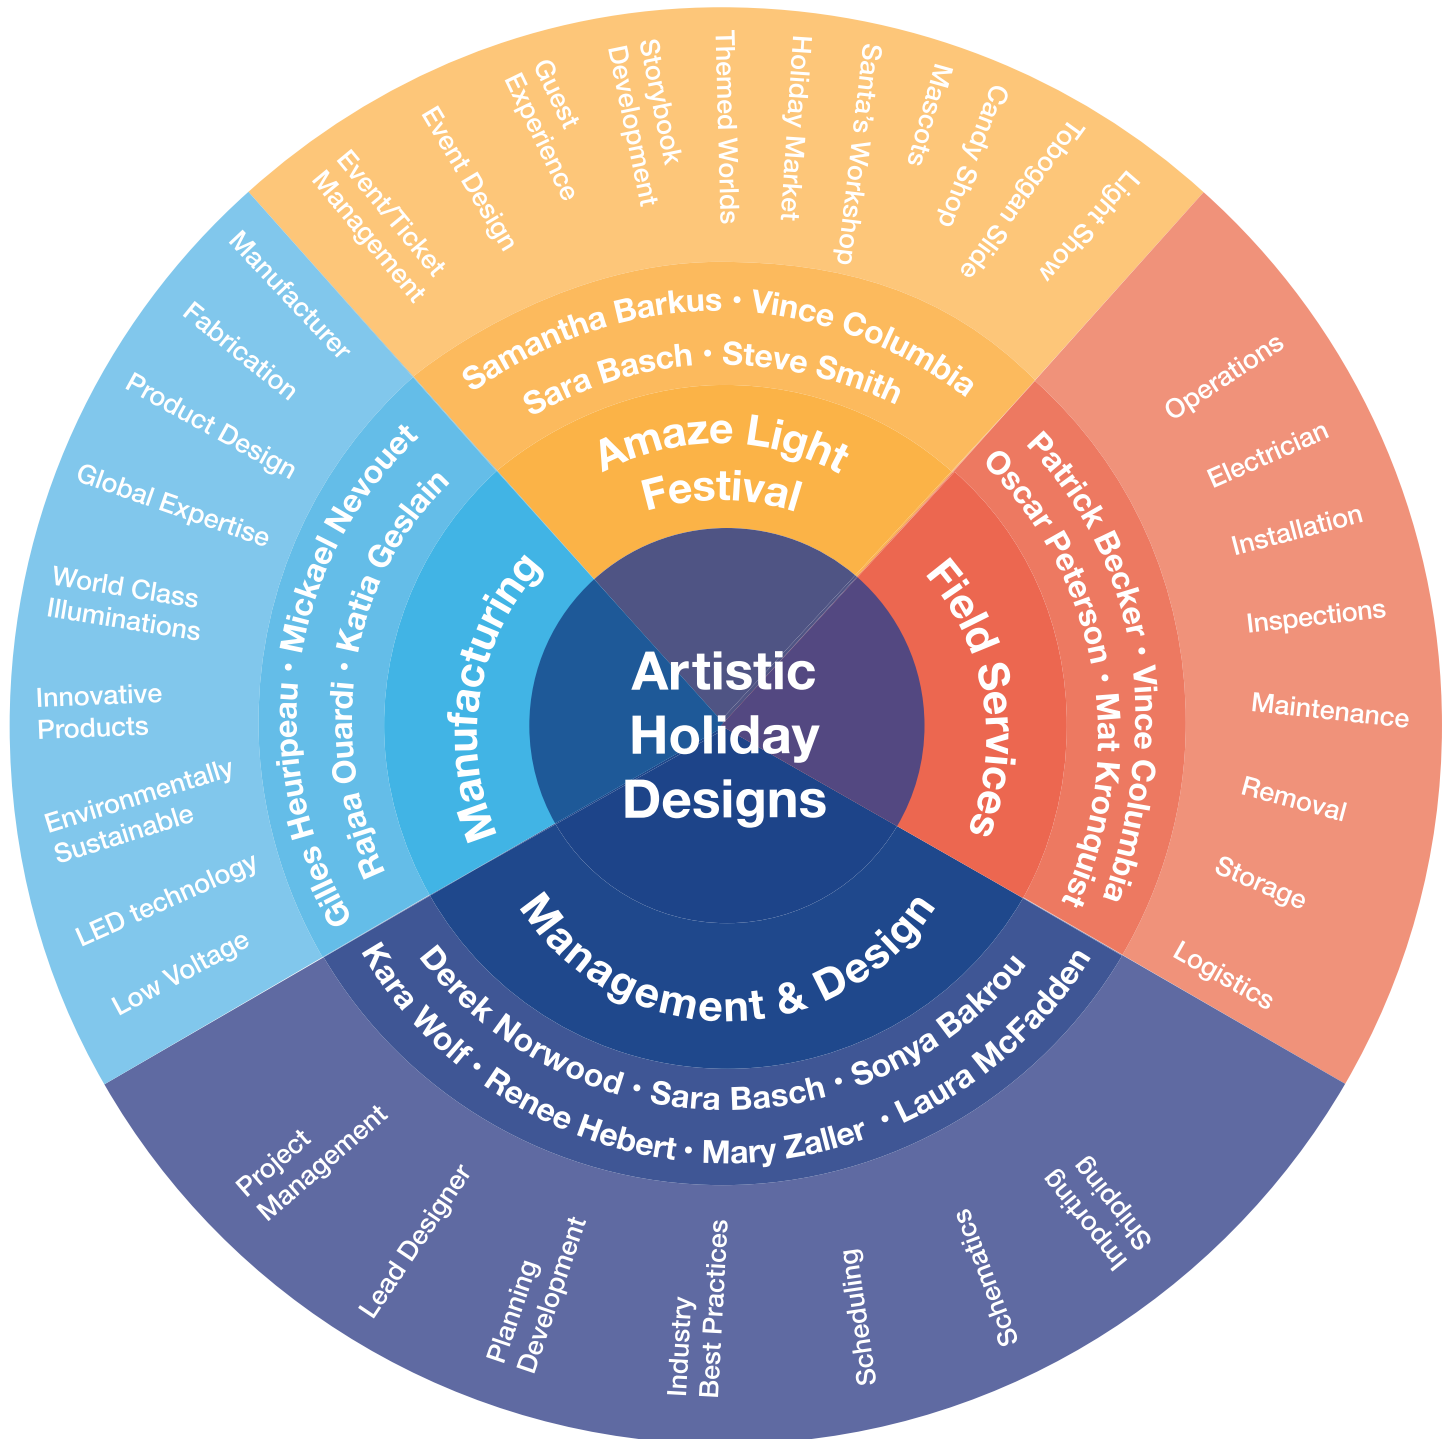 Artistic
Holiday
Designs
Amaze Light
Festival
Samantha Barkus • Vince Columbia
Sara Basch • Steve Smith
Event/Ticket
Management
Event Design
Guest
Experience
Storybook
Development
Themed Worlds
Holiday Market
Santa's Workshop
Mascots
Candy Shop
Toboggan Slide
Light Show
Field Services
Patrick Becker • Vince Columbia
Oscar Peterson • Mat Kronquist
Operations
Electrician
Installation
Inspections
Maintenance
Removal
Storage
Logistics
Management & Design
Derek Norwood • Sara Basch • Sonya Bakrou
Kara Wolf • Renee Hebert • Mary Zaller • Laura McFadden
Project
Management
Lead Designer
Planning
Development
Industry
Best Practices
Scheduling
Schematics
Importing
Shipping
Manufacturing
Gilles Heuripeau • Mickael Nevouet
Rajaa Ouardi • Katia Geslain
Manufacturer
Fabrication
Product Design
Global Expertise
World Class
Illuminations
Innovative
Products
Environmentally
Sustainable
LED technology
Low Voltage